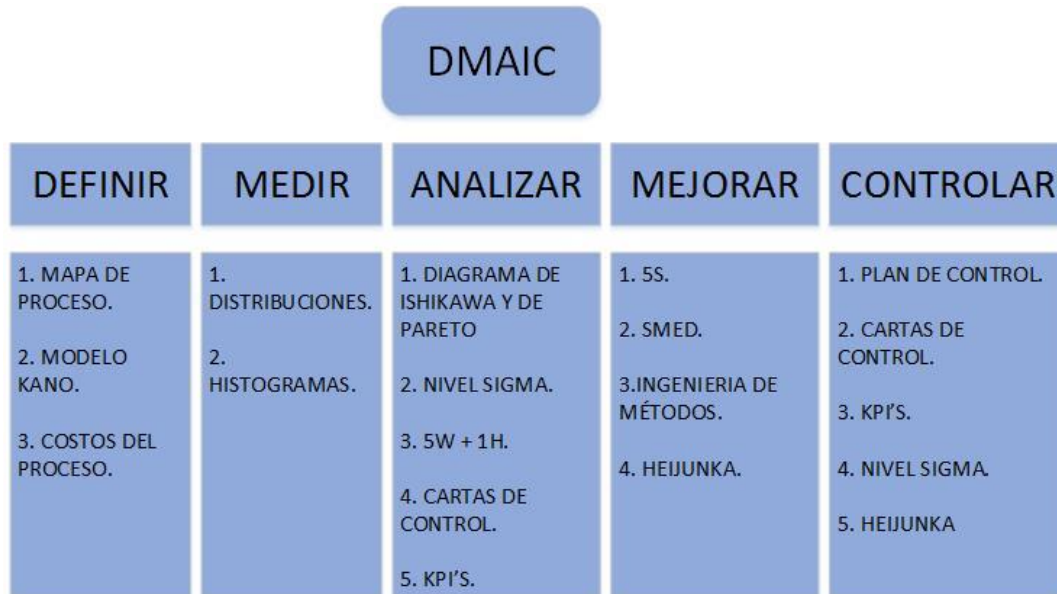 DMAIC
DEFINIR
MEDIR
ANALIZAR
MEJORAR
CONTROLAR
1. MAPA DE
PROCESO.
2. MODELO
KANO.
3. COSTOS DEL
PROCESO.
1.
DISTRIBUCIONES.
2.
HISTOGRAMAS.
1. DIAGRAMA DE
ISHIKAWA Y DE
PARETO
2. NIVEL SIGMA.
3. 5W + 1H.
4. CARTAS DE
CONTROL.
5. KPI'S.
1. 5S.
2. SMED.
3.INGENIERIA DE
MÉTODOS.
4. HEIJUNKA.
1. PLAN DE CONTROL.
2. CARTAS DE
CONTROL.
3. KPI'S.
4. NIVEL SIGMA.
5. HEIJUNKA